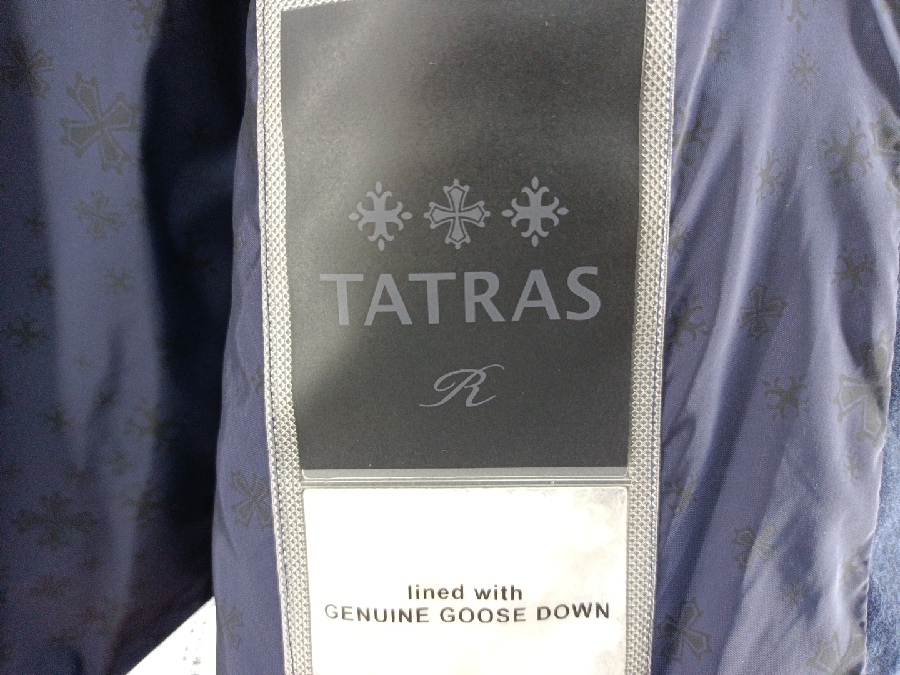 TATRAS
R
lined with
GENUINE GOOSE DOWN